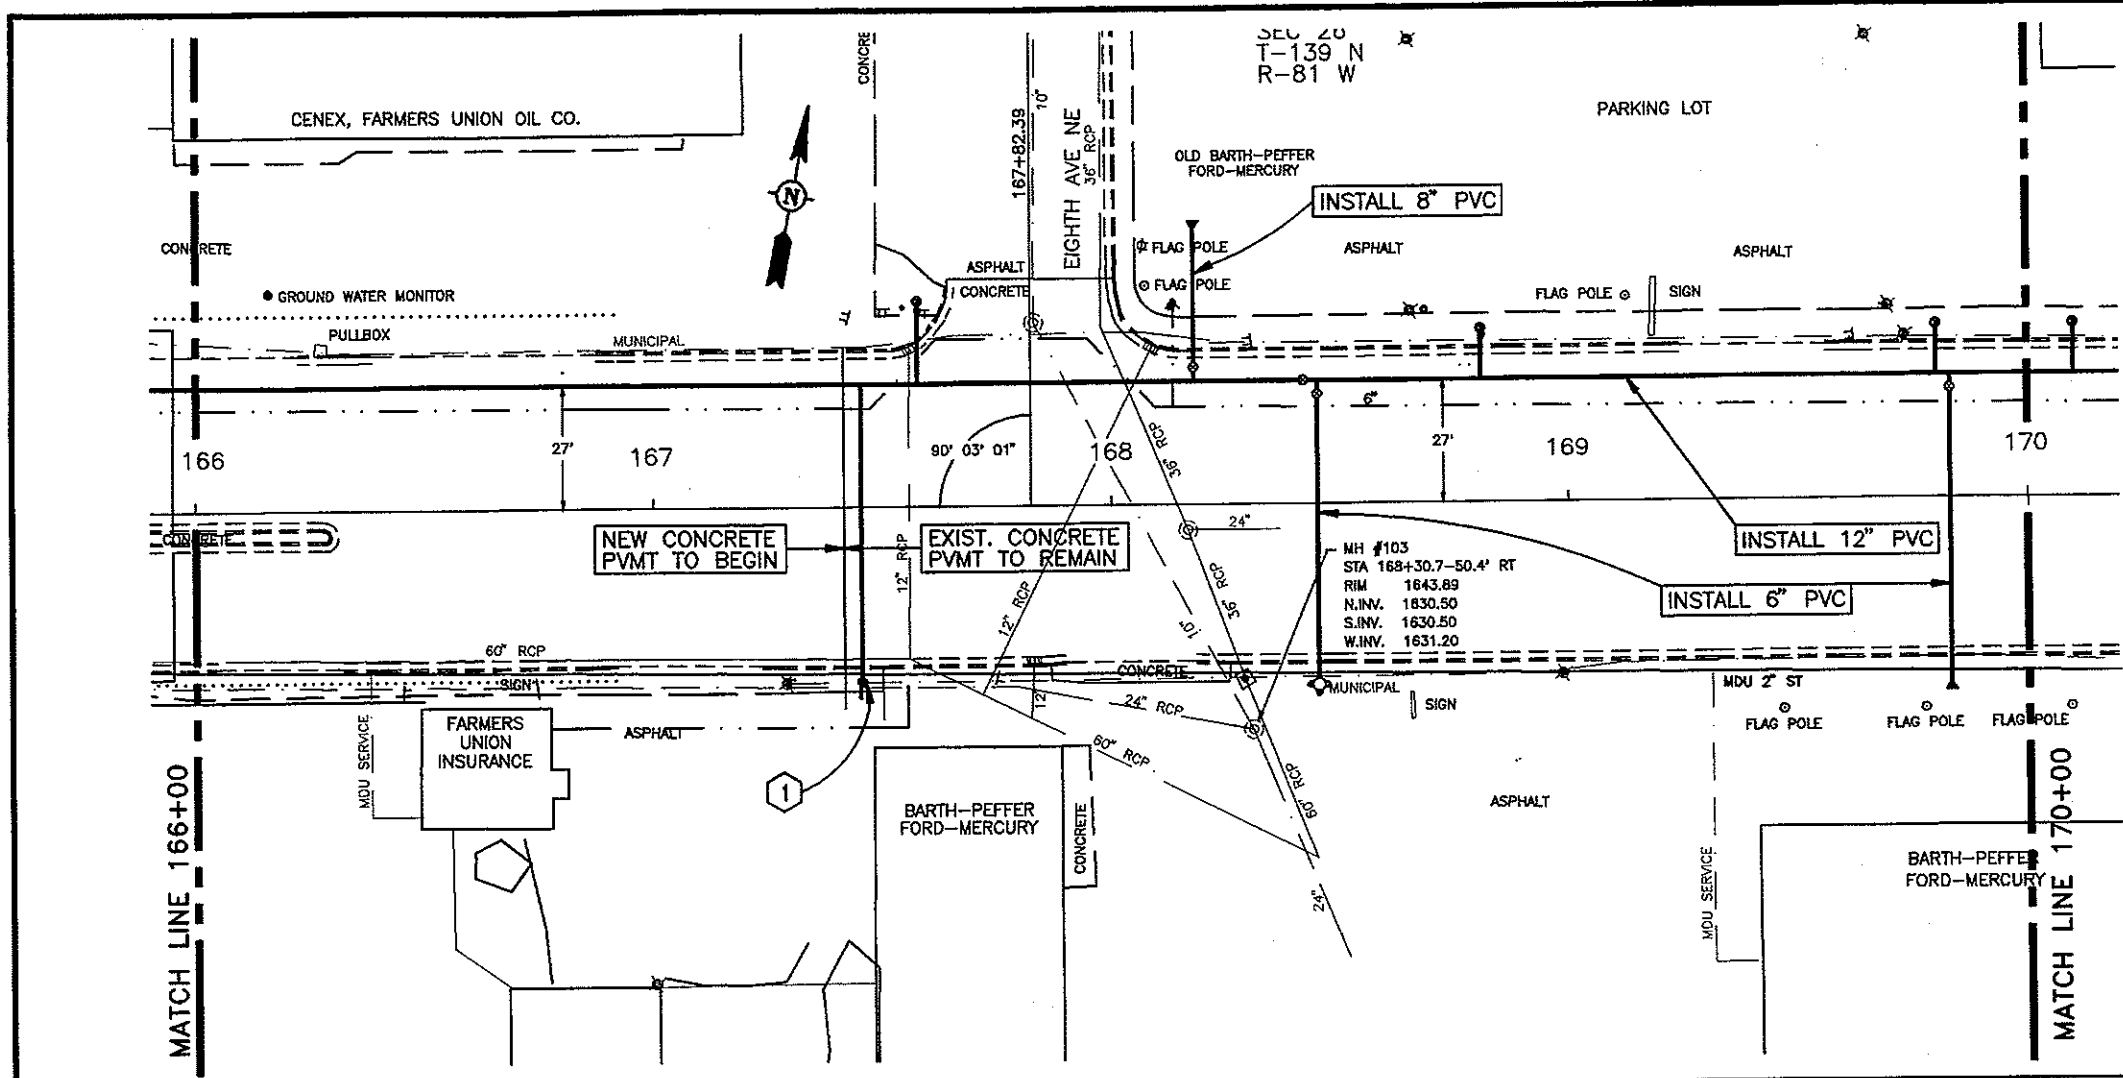 SEC 26
T-139 N
R-81 W
CENEX, FARMERS UNION OIL CO.
CONCRE
167+82.39
10"
EIGHTH AVE NE
36" RCP
OLD BARTH-PEFFER
FORD-MERCURY
PARKING LOT
N
INSTALL 8" PVC
CONCRETE
FLAG POLE
ASPHALT
ASPHALT
ASPHALT
CONCRETE
FLAG POLE
GROUND WATER MONITOR
FLAG POLE
SIGN
PULLBOX
MUNICIPAL
6"
166
27'
167
90° 03' 01"
168
36" RCP
27'
169
170
CONCRETE
NEW CONCRETE
PVMT TO BEGIN
EXIST. CONCRETE
PVMT TO REMAIN
24"
INSTALL 12" PVC
12" RCP
12" RCP
36" RCP
10"
MH #103
STA 168+30.7-50.4' RT
RIM 1643.89
N.INV. 1630.50
S.INV. 1630.50
W.INV. 1631.20
INSTALL 6" PVC
60" RCP
SIGN
CONCRETE
MUNICIPAL
MDU 2" ST
12"
24" RCP
SIGN
FLAG POLE
FLAG POLE
FLAG POLE
MDU SERVICE
FARMERS
UNION
INSURANCE
ASPHALT
60" RCP
60" RCP
1
BARTH-PEFFER
FORD-MERCURY
CONCRETE
ASPHALT
24"
MDU SERVICE
BARTH-PEFFER
FORD-MERCURY
MATCH LINE 166+00
MATCH LINE 170+00